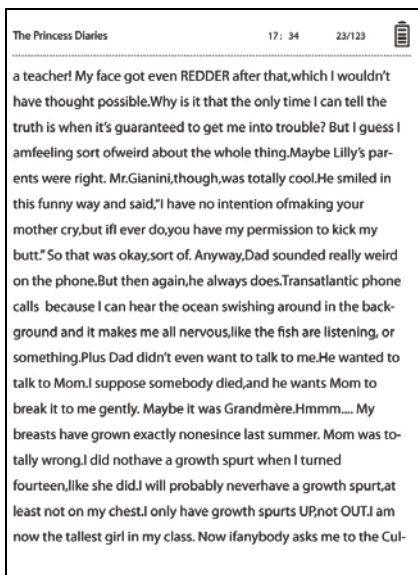 The Princess Diaries 17: 34 23/123
a teacher! My face got even REDDER after that,which I wouldn't
have thought possible.Why is it that the only time I can tell the
truth is when it's guaranteed to get me into trouble? But I guess I
amfeeling sort ofweird about the whole thing.Maybe Lilly's par-
ents were right. Mr.Gianini,though,was totally cool.He smiled in
this funny way and said,"I have no intention ofmaking your
mother cry,but ifI ever do,you have my permission to kick my
butt." So that was okay,sort of. Anyway,Dad sounded really weird
on the phone.But then again,he always does.Transatlantic phone
calls because I can hear the ocean swishing around in the back-
ground and it makes me all nervous,like the fish are listening, or
something.Plus Dad didn't even want to talk to me.He wanted to
talk to Mom.I suppose somebody died,and he wants Mom to
break it to me gently. Maybe it was Grandmère.Hmmm.... My
breasts have grown exactly nonesince last summer. Mom was to-
tally wrong.I did nothave a growth spurt when I turned
fourteen,like she did.I will probably neverhave a growth spurt,at
least not on my chest.I only have growth spurts UP,not OUT.I am
now the tallest girl in my class. Now ifanybody asks me to the Cul-